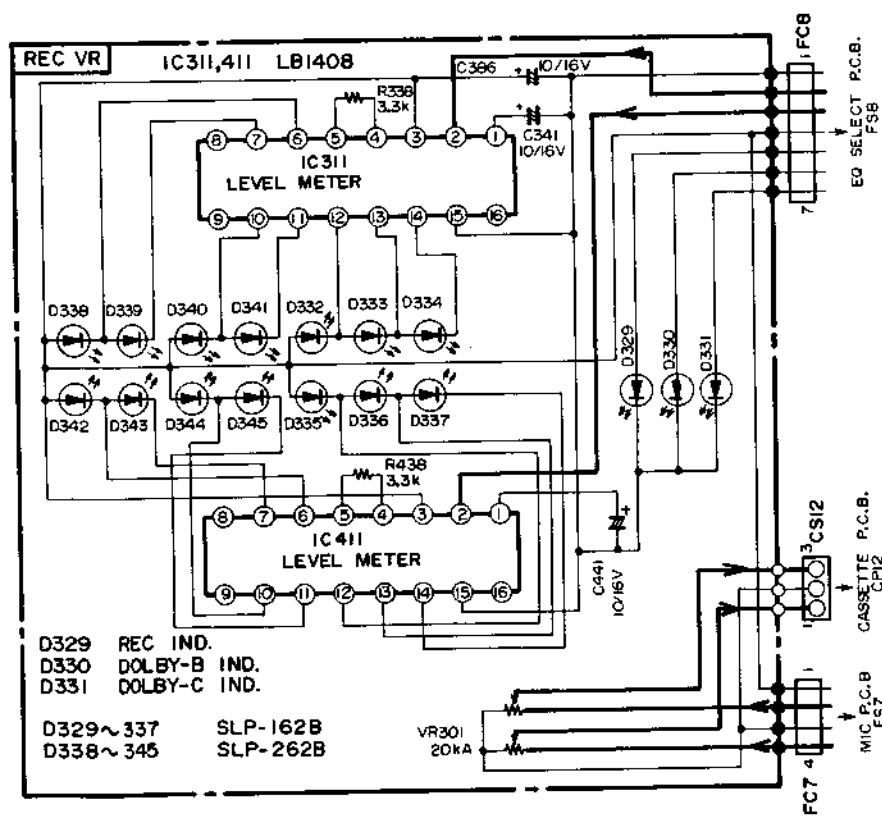 REC VR
IC311,411 LB1408
C386
10/16V
FC8
1
7
EQ SELECT P.C.B.
FS8
R338
3.3k
C341
10/16V
8 7 6 5 4 3 2 1
IC311
LEVEL METER
9 10 11 12 13 14 15 16
D338 D339 D340 D341 D332 D333 D334
D329 D330 D331
D342 D343 D344 D345 D335 D336 D337
R438
3.3k
8 7 6 5 4 3 2 1
IC411
LEVEL METER
9 10 11 12 13 14 15 16
C441
10/16V
3
CS12
1
CASSETTE P.C.B.
CP12
D329 REC IND.
D330 DOLBY-B IND.
D331 DOLBY-C IND.
D329~337 SLP-162B
D338~345 SLP-262B
VR301
20kA
1
4
FC7
MIC P.C.B
FS7